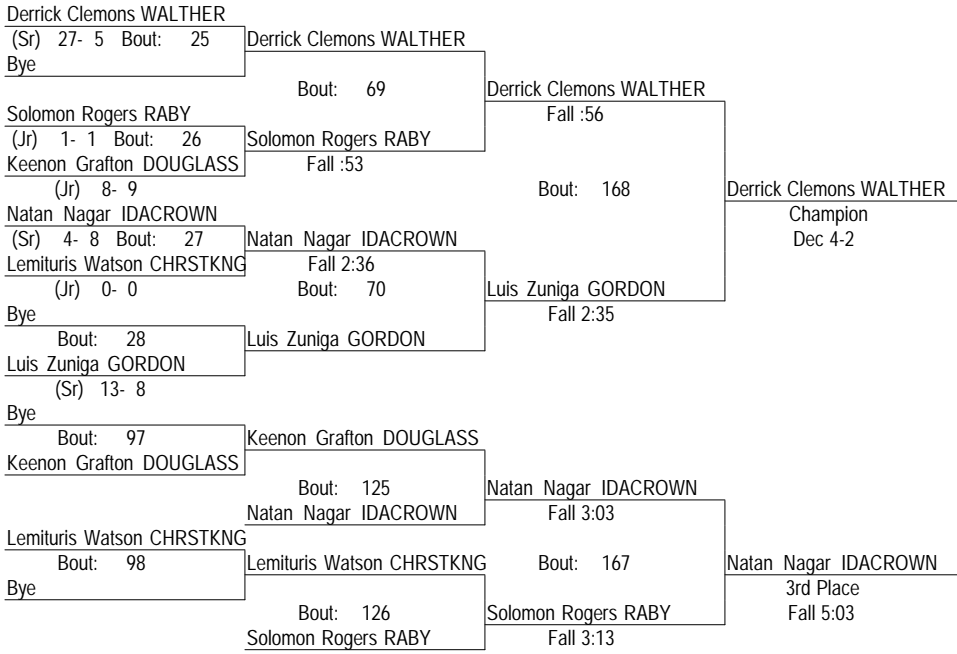 Derrick Clemons WALTHER
(Sr) 27- 5 Bout: 25 Derrick Clemons WALTHER
Bye
Bout: 69 Derrick Clemons WALTHER
Solomon Rogers RABY Fall :56
(Jr) 1- 1 Bout: 26 Solomon Rogers RABY
Keenon Grafton DOUGLASS Fall :53
(Jr) 8- 9 Bout: 168 Derrick Clemons WALTHER
Natan Nagar IDACROWN Champion
(Sr) 4- 8 Bout: 27 Natan Nagar IDACROWN Dec 4-2
Lemituris Watson CHRSTKNG Fall 2:36
(Jr) 0- 0 Bout: 70 Luis Zuniga GORDON
Bye Fall 2:35
Bout: 28 Luis Zuniga GORDON
Luis Zuniga GORDON
(Sr) 13- 8
Bye
Bout: 97 Keenon Grafton DOUGLASS
Keenon Grafton DOUGLASS
Bout: 125 Natan Nagar IDACROWN
Natan Nagar IDACROWN Fall 3:03
Lemituris Watson CHRSTKNG
Bout: 98 Lemituris Watson CHRSTKNG Bout: 167 Natan Nagar IDACROWN
Bye 3rd Place
Bout: 126 Solomon Rogers RABY Fall 5:03
Solomon Rogers RABY Fall 3:13